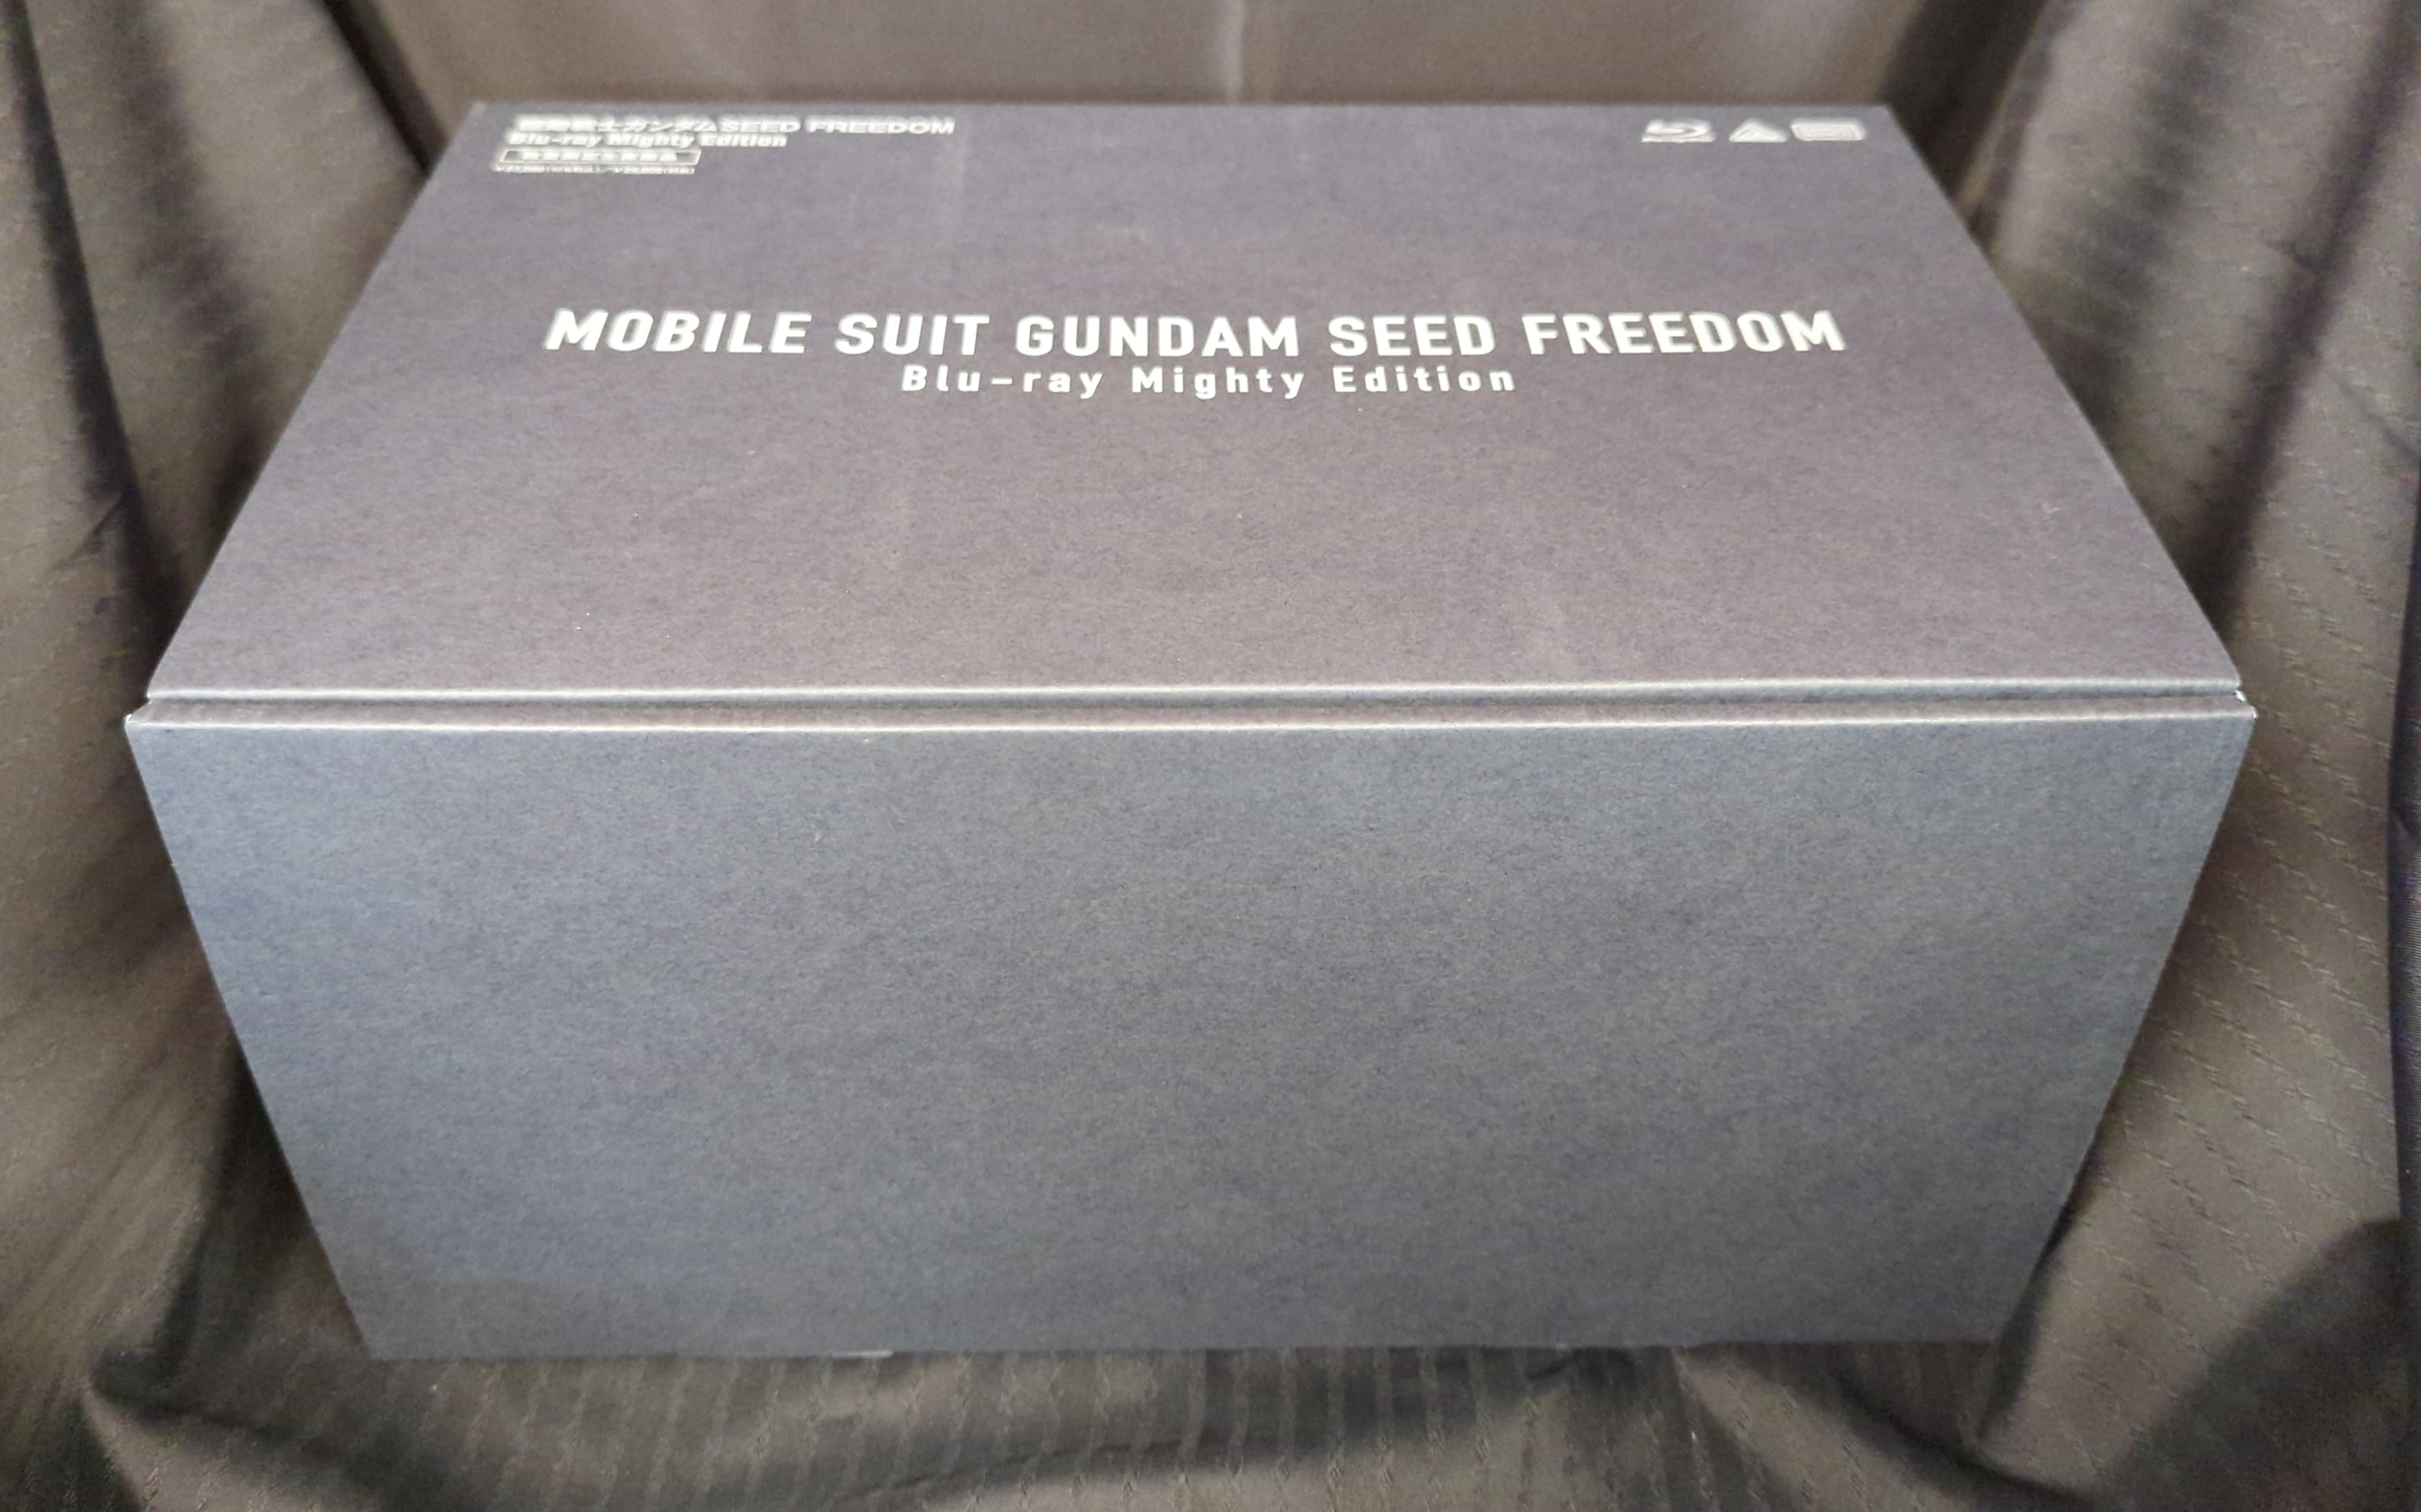 機動戦士ガンダムSEED FREEDOM
Blu-ray Mighty Edition
MOBILE SUIT GUNDAM SEED FREEDOM
Blu-ray Mighty Edition